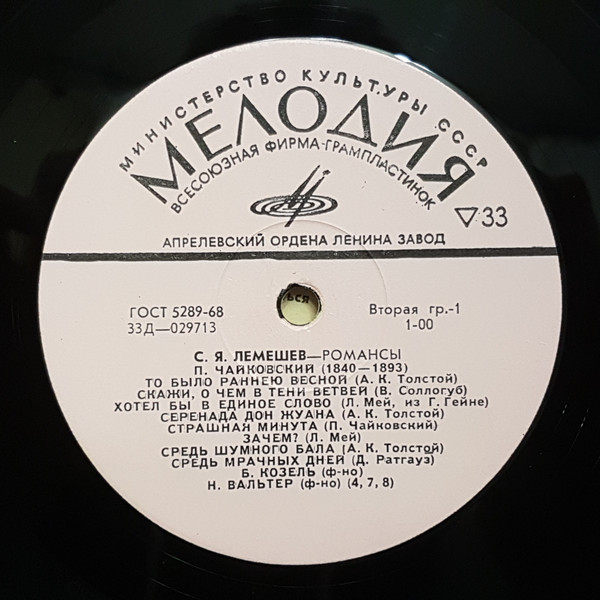 МИНИСТЕРСТВО КУЛЬТУРЫ СССР
МЕЛОДИЯ
ВСЕСОЮЗНАЯ ФИРМА ГРАМПЛАСТИНОК
33
АПРЕЛЕВСКИЙ ОРДЕНА ЛЕНИНА ЗАВОД
ГОСТ 5289-68
33Д—029713
ЬСЯ
Вторая гр.-1
1-00
С. Я. ЛЕМЕШЕВ—РОМАНСЫ
П. ЧАЙКОВСКИЙ (1840—1893)
ТО БЫЛО РАННЕЮ ВЕСНОЙ (А. К. Толстой)
СКАЖИ, О ЧЕМ В ТЕНИ ВЕТВЕЙ (В. Соллогуб)
ХОТЕЛ БЫ В ЕДИНОЕ СЛОВО (Л. Мей, из Г. Гейне)
СЕРЕНАДА ДОН ЖУАНА (А. К. Толстой)
СТРАШНАЯ МИНУТА (П. Чайковский)
ЗАЧЕМ? (Л. Мей)
СРЕДЬ ШУМНОГО БАЛА (А. К. Толстой)
СРЕДЬ МРАЧНЫХ ДНЕЙ (Д. Ратгауз)
Б. КОЗЕЛЬ (ф-но)
Н. ВАЛЬТЕР (ф-но) (4, 7, 8)